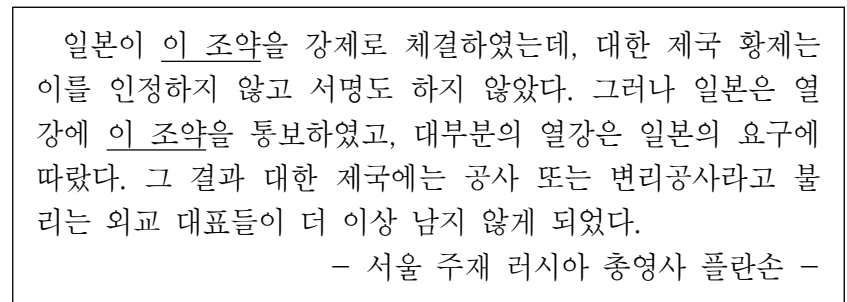 일본이 이 조약을 강제로 체결하였는데, 대한 제국 황제는
이를 인정하지 않고 서명도 하지 않았다. 그러나 일본은 열
강에 이 조약을 통보하였고, 대부분의 열강은 일본의 요구에
따랐다. 그 결과 대한 제국에는 공사 또는 변리공사라고 불
리는 외교 대표들이 더 이상 남지 않게 되었다.
– 서울 주재 러시아 총영사 플란손 –